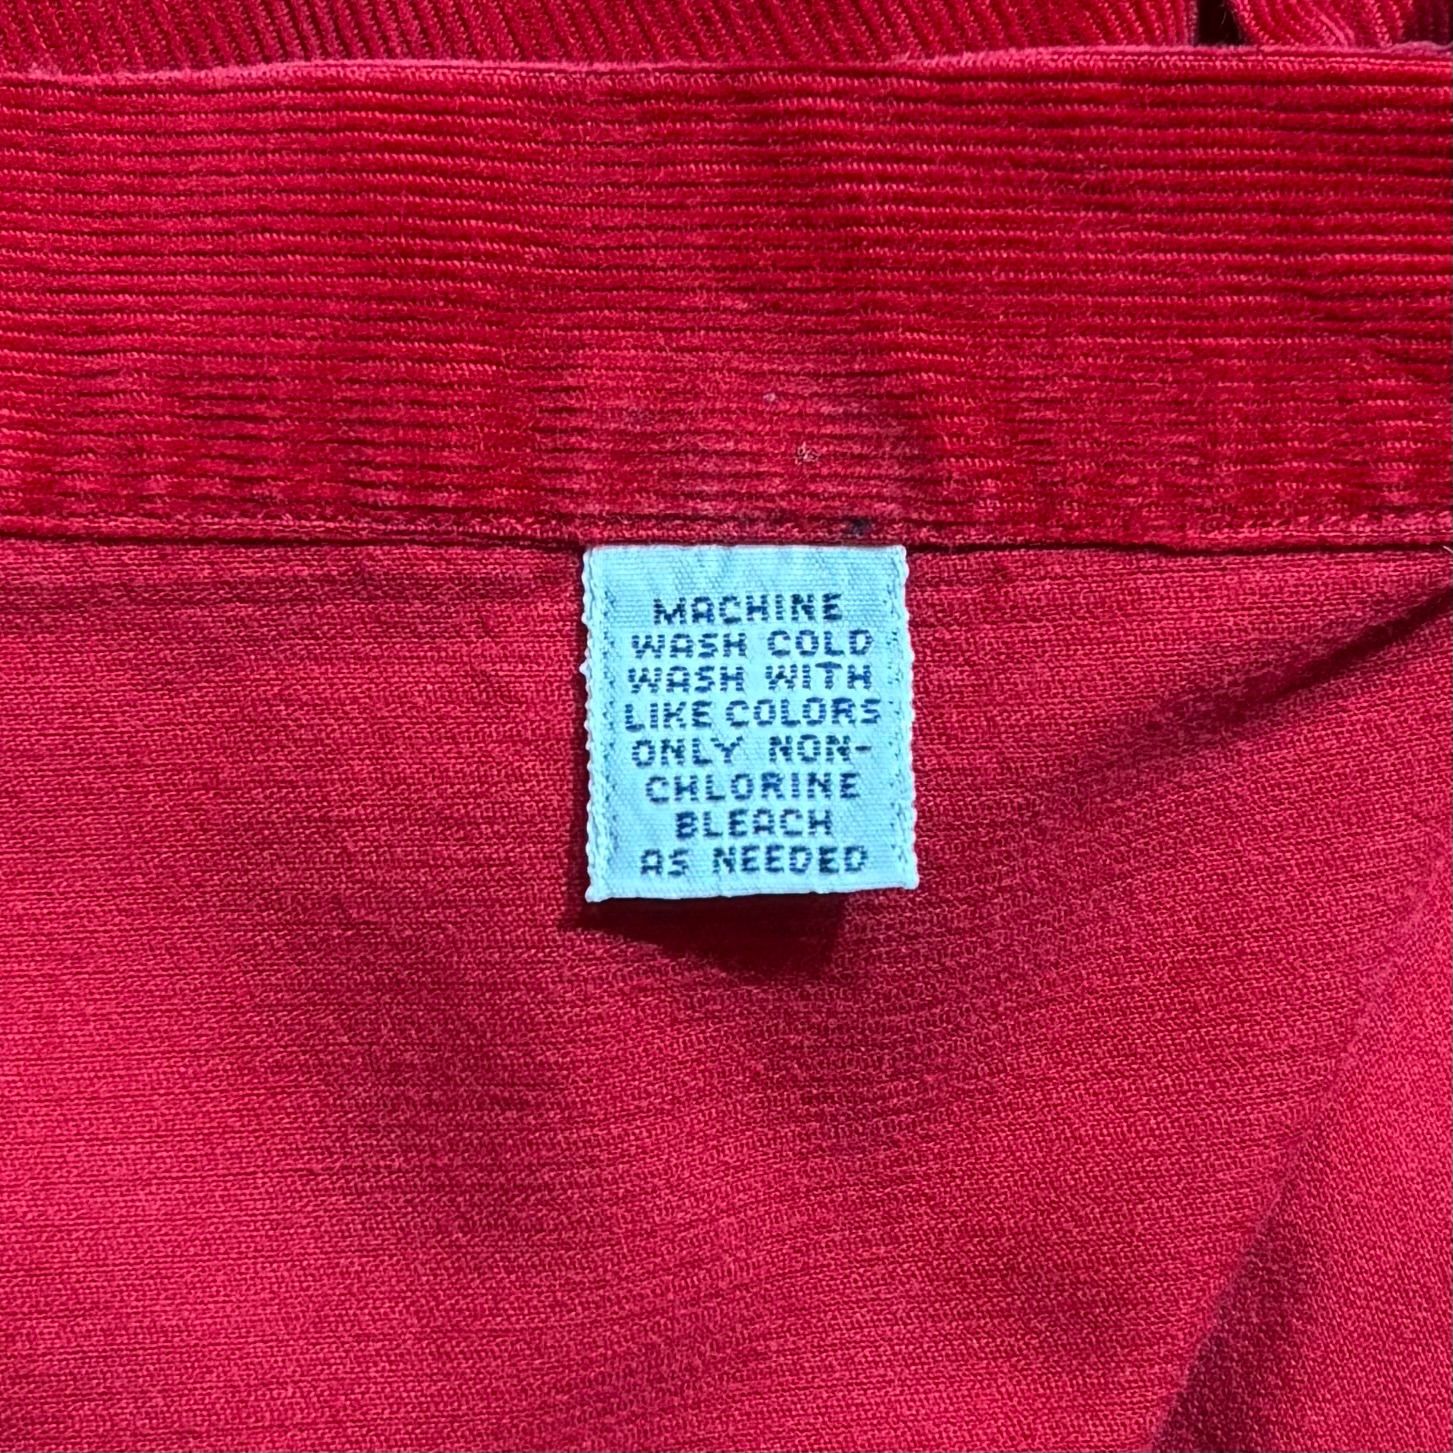 MACHINE
WASH COLD
WASH WITH
LIKE COLORS
ONLY NON-
CHLORINE
BLEACH
AS NEEDED